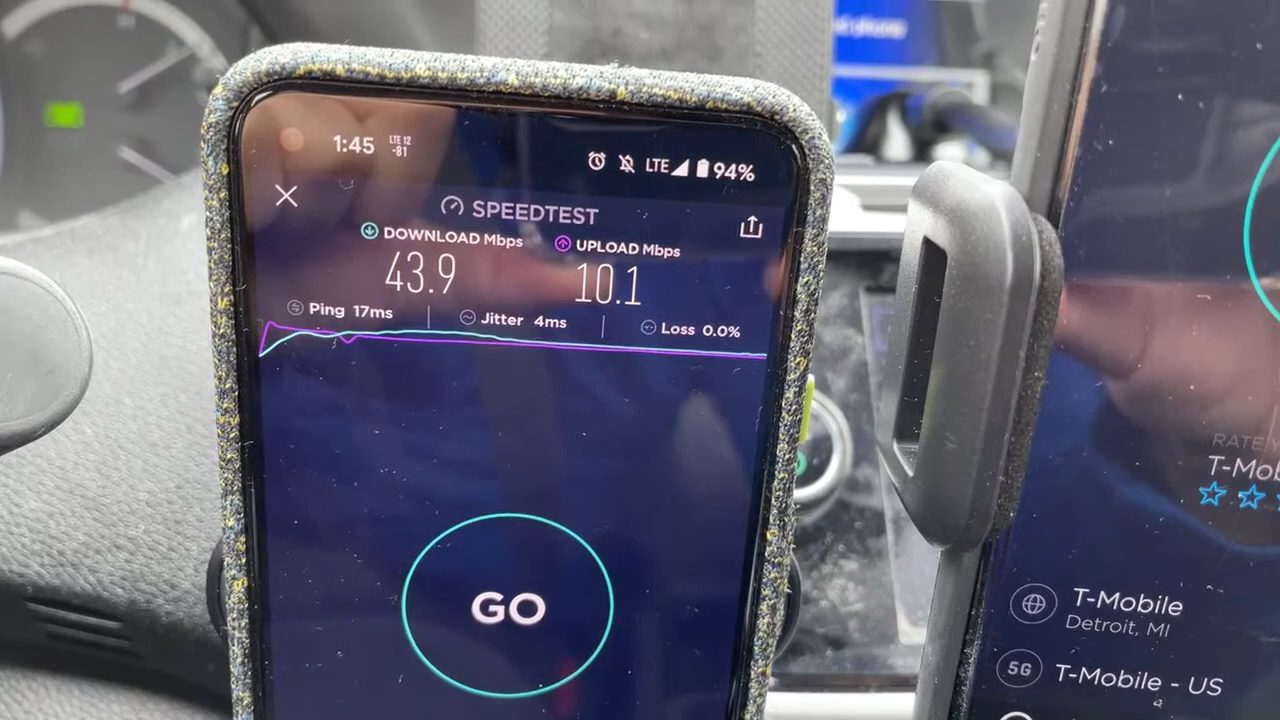 1:45 LTE 12 -81 LTE 94%
SPEEDTEST
DOWNLOAD Mbps UPLOAD Mbps
43.9 10.1
Ping 17ms Jitter 4ms Loss 0.0%
GO
phone
RATE
T-Mob
T-Mobile
Detroit, MI
5G T-Mobile - US